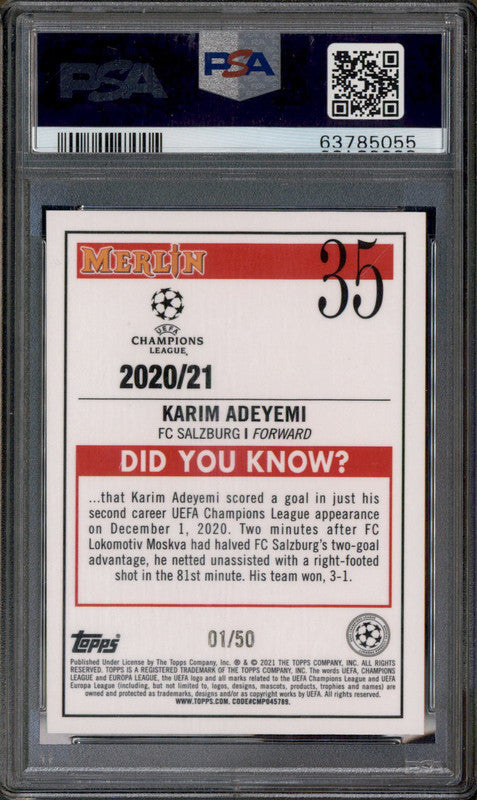 PSA
PSA
63785055
MERLIN
35
UEFA
CHAMPIONS
LEAGUE
2020/21
KARIM ADEYEMI
FC SALZBURG | FORWARD
DID YOU KNOW?
...that Karim Adeyemi scored a goal in just his
second career UEFA Champions League appearance
on December 1, 2020. Two minutes after FC
Lokomotiv Moskva had halved FC Salzburg's two-goal
advantage, he netted unassisted with a right-footed
shot in the 81st minute. His team won, 3-1.
topps
01/50
Published Under License by The Topps Company, Inc. ® & © 2021 THE TOPPS COMPANY, INC. ALL RIGHTS
RESERVED. TOPPS IS A REGISTERED TRADEMARK OF THE TOPPS COMPANY, INC. The words UEFA, CHAMPIONS
LEAGUE and EUROPA LEAGUE, the UEFA logo and all marks related to the UEFA Champions League and UEFA
Europa League (including, but not limited to, logos, designs, mascots, products, trophies and names) are
owned and protected as trademarks, designs and/or as copyright works by UEFA. All rights reserved.
WWW.TOPPS.COM. CODE#CMP045789.